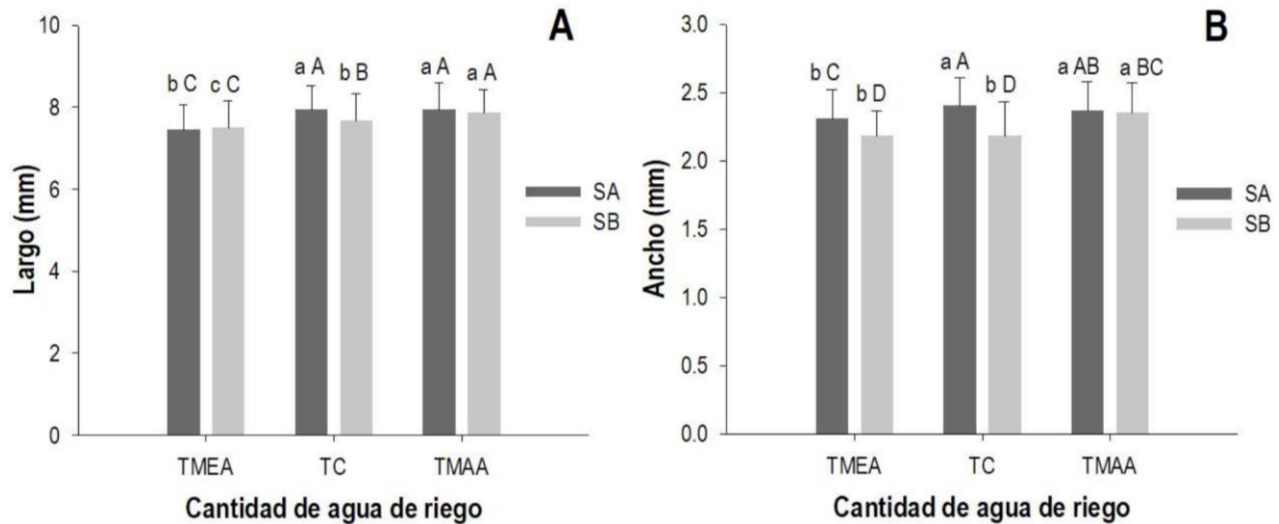 A
10
8
6
4
2
0
Largo (mm)
b C
c C
a A
b B
a A
a A
SA
SB
TMEA
TC
TMAA
Cantidad de agua de riego
B
3.0
2.5
2.0
1.5
1.0
0.5
0.0
Ancho (mm)
b C
b D
a A
b D
a AB
a BC
SA
SB
TMEA
TC
TMAA
Cantidad de agua de riego